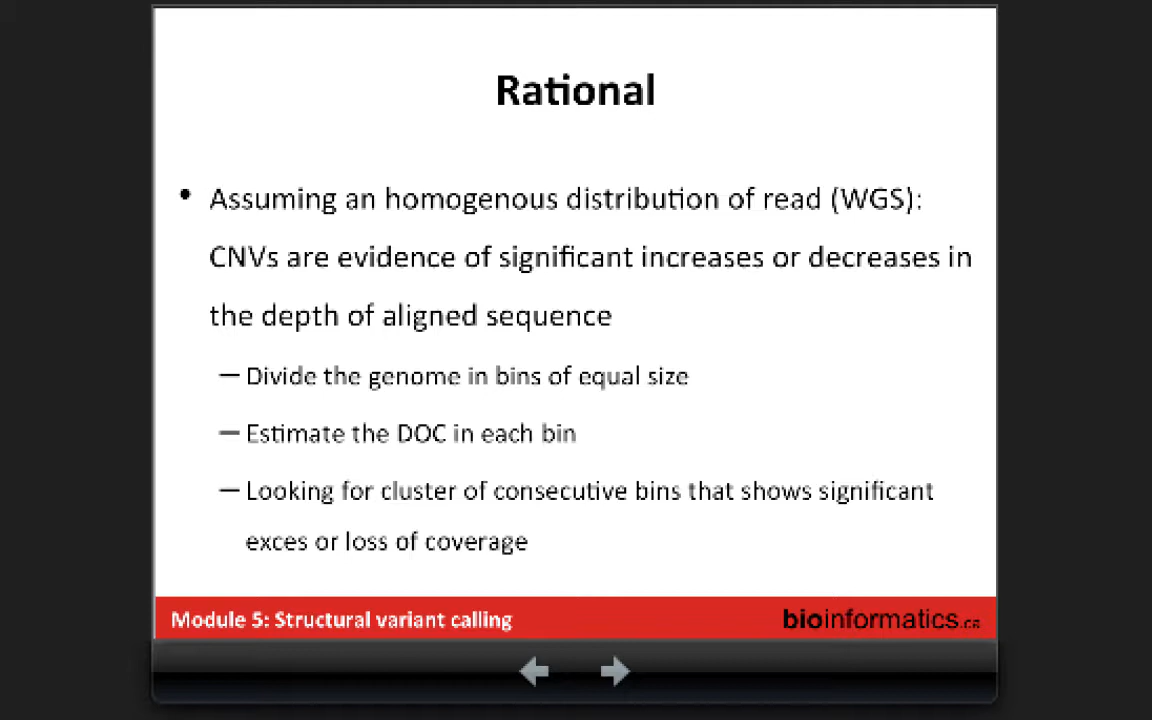 Rational
• Assuming an homogenous distribution of read (WGS):
CNVs are evidence of significant increases or decreases in
the depth of aligned sequence
– Divide the genome in bins of equal size
– Estimate the DOC in each bin
– Looking for cluster of consecutive bins that shows significant
exces or loss of coverage
Module 5: Structural variant calling
bioinformatics.ca